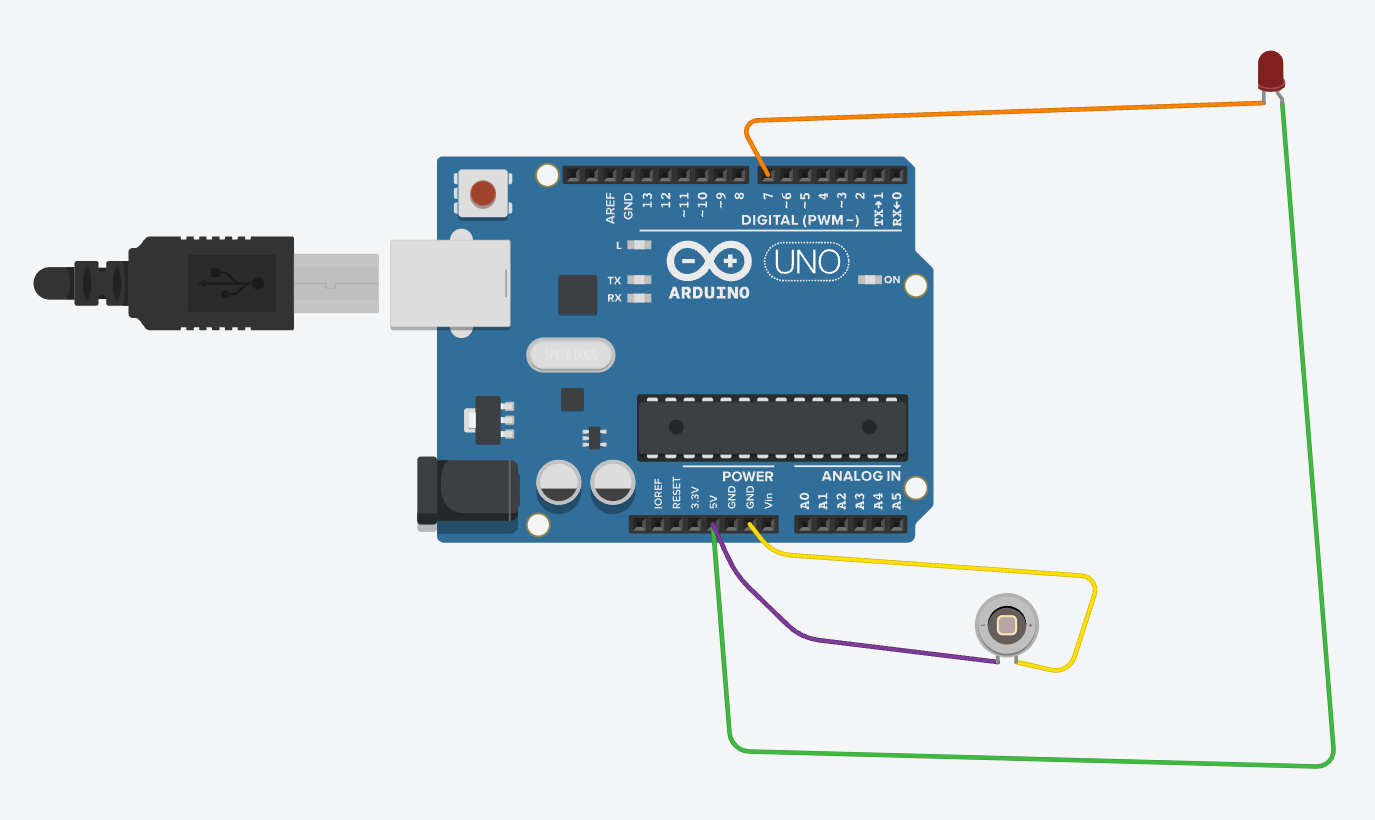 AREF
GND
13
12
~11
~10
~9
8
7
~6
~5
4
~3
2
TX→1
RX←0
DIGITAL (PWM~)
L
TX
RX
UNO
ARDUINO
ON
SPK16.000G
POWER
ANALOG IN
IOREF
RESET
3.3V
5V
GND
GND
Vin
A0
A1
A2
A3
A4
A5